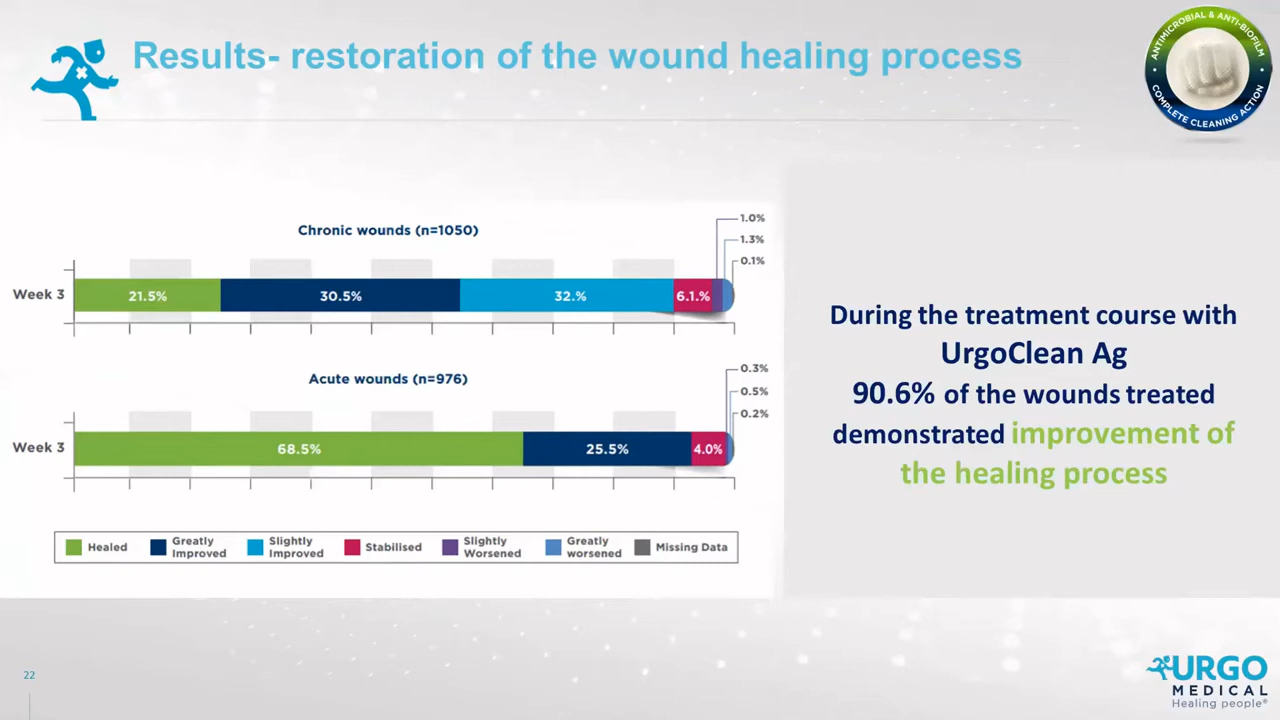 Results- restoration of the wound healing process
ANTIMICROBIAL & ANTI-BIOFILM
COMPLETE CLEANING ACTION
Chronic wounds (n=1050)
1.0%
1.3%
0.1%
Week 3
21.5%
30.5%
32.%
6.1.%
Acute wounds (n=976)
0.3%
0.5%
0.2%
Week 3
68.5%
25.5%
4.0%
Healed
Greatly
Improved
Slightly
Improved
Stabilised
Slightly
Worsened
Greatly
worsened
Missing Data
During the treatment course with
UrgoClean Ag
90.6% of the wounds treated
demonstrated improvement of
the healing process
22
URGO
MEDICAL
Healing people®